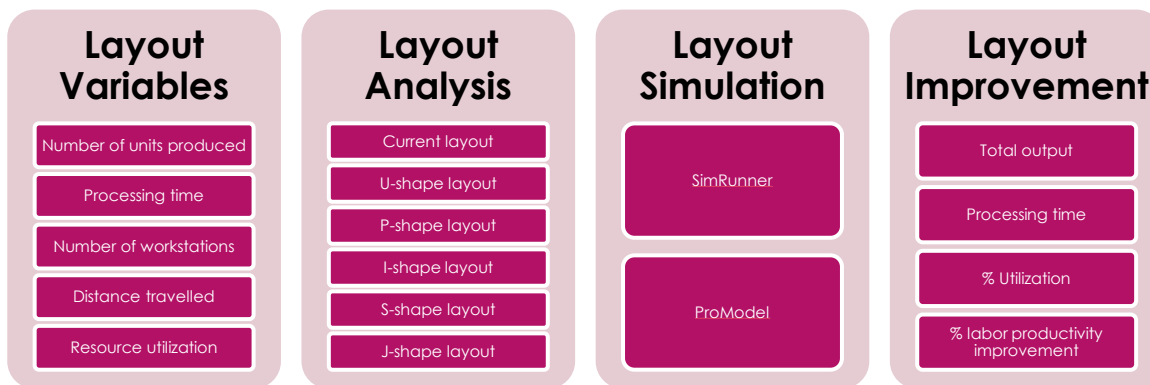 Layout
Variables
Number of units produced
Processing time
Number of workstations
Distance travelled
Resource utilization
Layout
Analysis
Current layout
U-shape layout
P-shape layout
I-shape layout
S-shape layout
J-shape layout
Layout
Simulation
SimRunner
ProModel
Layout
Improvement
Total output
Processing time
% Utilization
% labor productivity
improvement